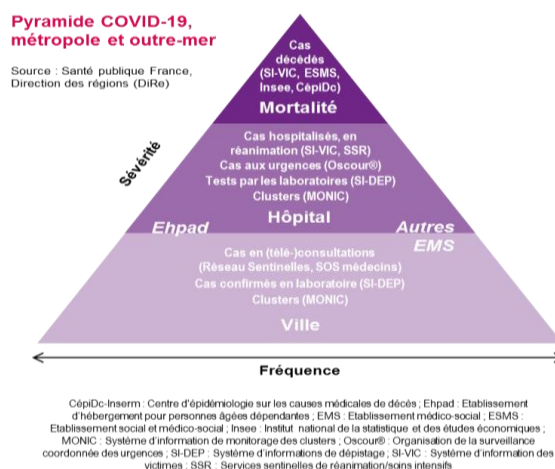 Pyramide COVID-19,
métropole et outre-mer
Source : Santé publique France,
Direction des régions (DiRe)
Cas
décédés
(SI-VIC, ESMS,
Insee, CépiDc)
Mortalité
Sévérité
Cas hospitalisés, en
réanimation (SI-VIC, SSR)
Cas aux urgences (Oscour®)
Tests par les laboratoires (SI-DEP)
Clusters (MONIC)
Hôpital
Ehpad
Autres
EMS
Cas en (télé-)consultations
(Réseau Sentinelles, SOS médecins)
Cas confirmés en laboratoire (SI-DEP)
Clusters (MONIC)
Ville
Fréquence
CépiDc-Inserm : Centre d'épidémiologie sur les causes médicales de décès ; Ehpad : Etablissement
d'hébergement pour personnes âgées dépendantes ; EMS : Etablissement médico-social ; ESMS :
Etablissement social et médico-social ; Insee : Institut national de la statistique et des études économiques ;
MONIC : Système d'information de monitorage des clusters ; Oscour® : Organisation de la surveillance
coordonnée des urgences ; SI-DEP : Système d'informations de dépistage ; SI-VIC : Système d'information des
victimes ; SSR : Services sentinelles de réanimation/soins intensifs